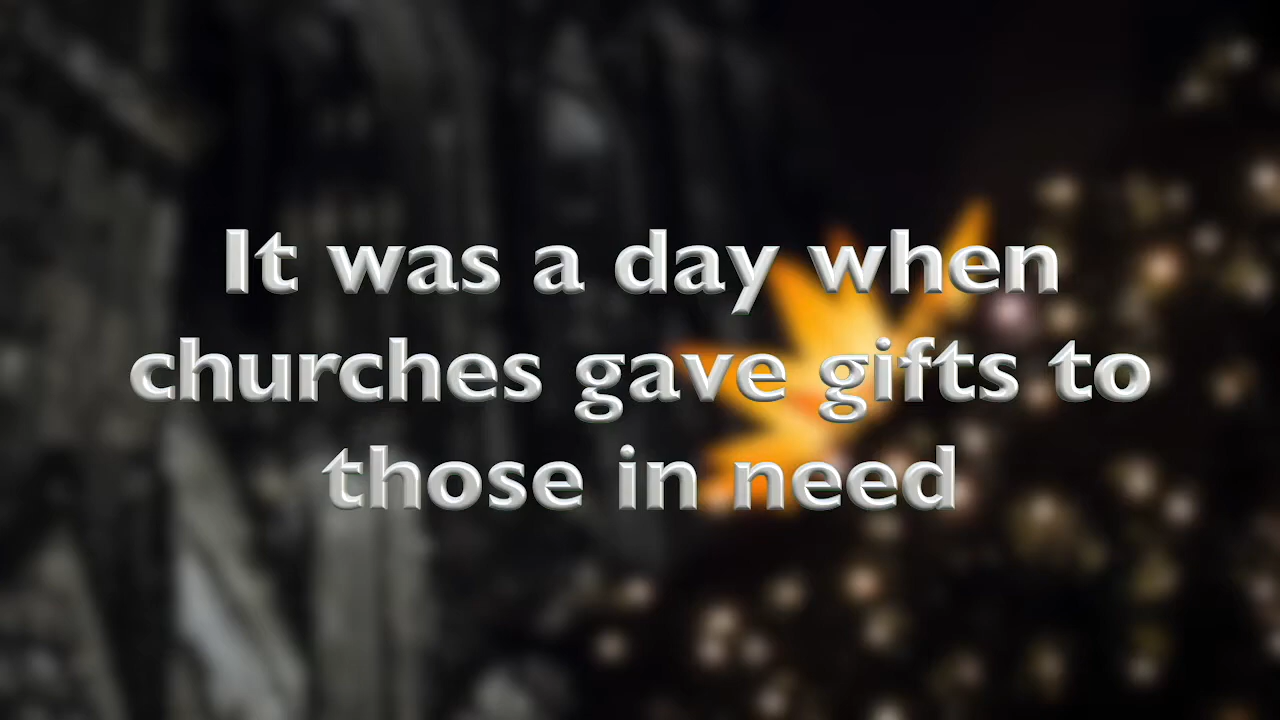 It was a day when
churches gave gifts to
those in need